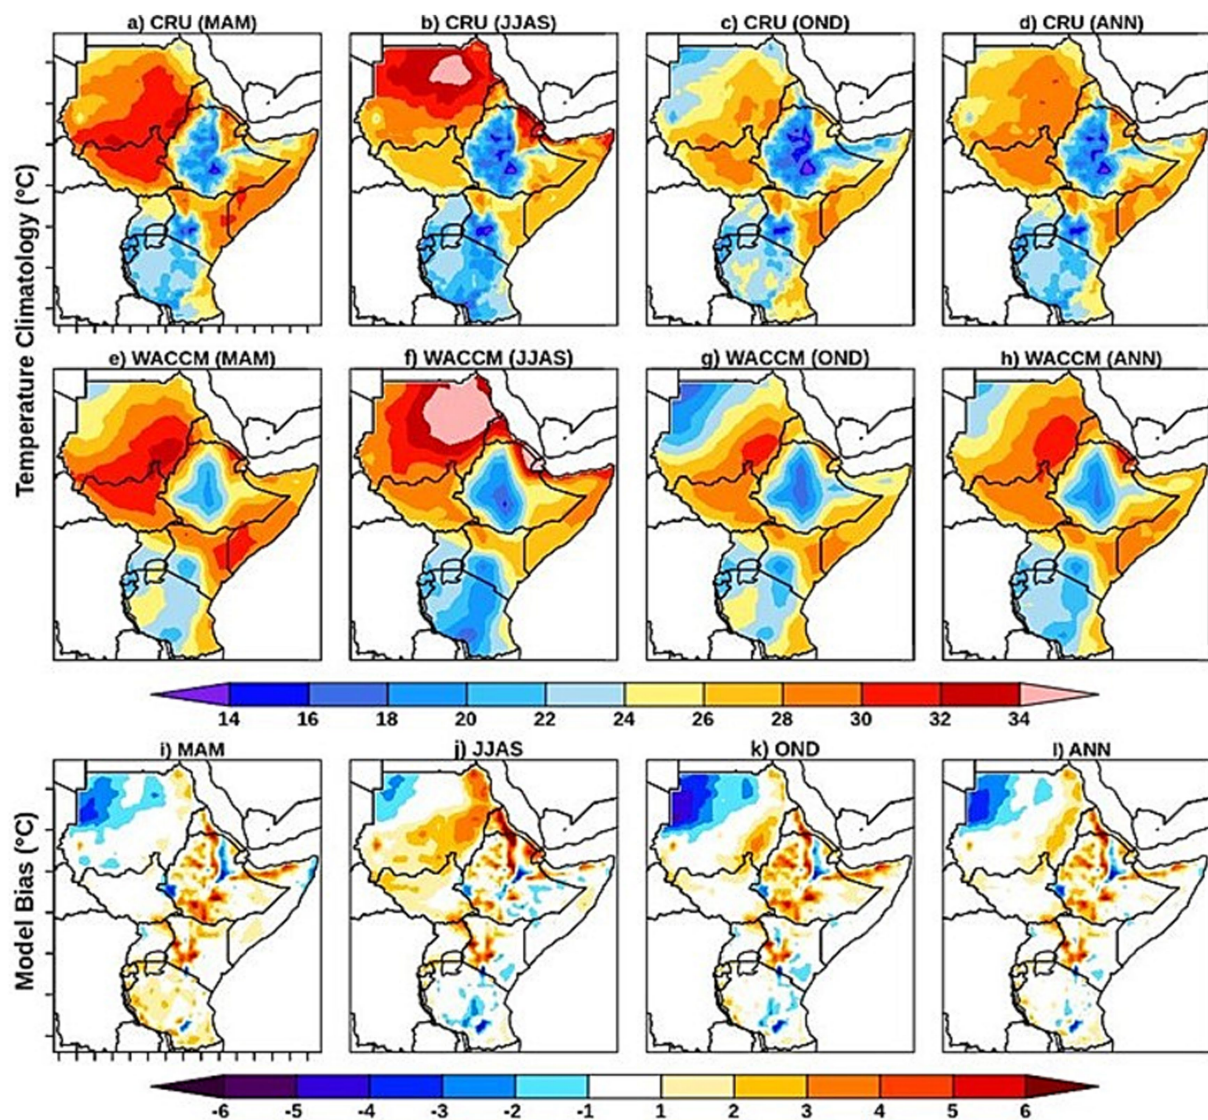 a) CRU (MAM) b) CRU (JJAS) c) CRU (OND) d) CRU (ANN)
Temperature Climatology (°C)
e) WACCM (MAM) f) WACCM (JJAS) g) WACCM (OND) h) WACCM (ANN)
14 16 18 20 22 24 26 28 30 32 34
i) MAM j) JJAS k) OND l) ANN
Model Bias (°C)
-6 -5 -4 -3 -2 -1 1 2 3 4 5 6